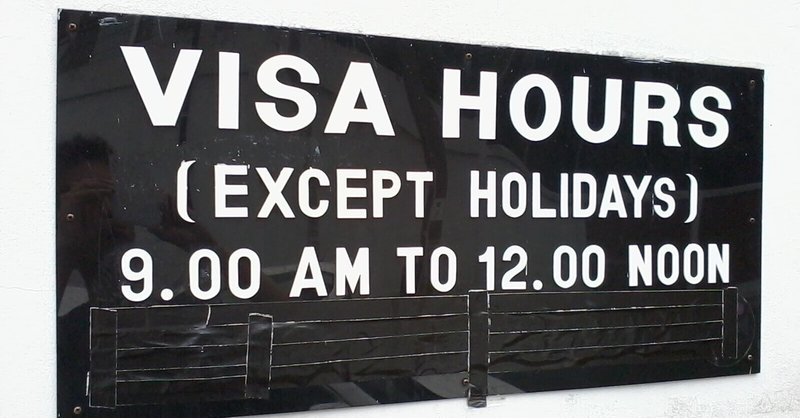 VISA HOURS
(EXCEPT HOLIDAYS)
9.00 AM TO 12.00 NOON